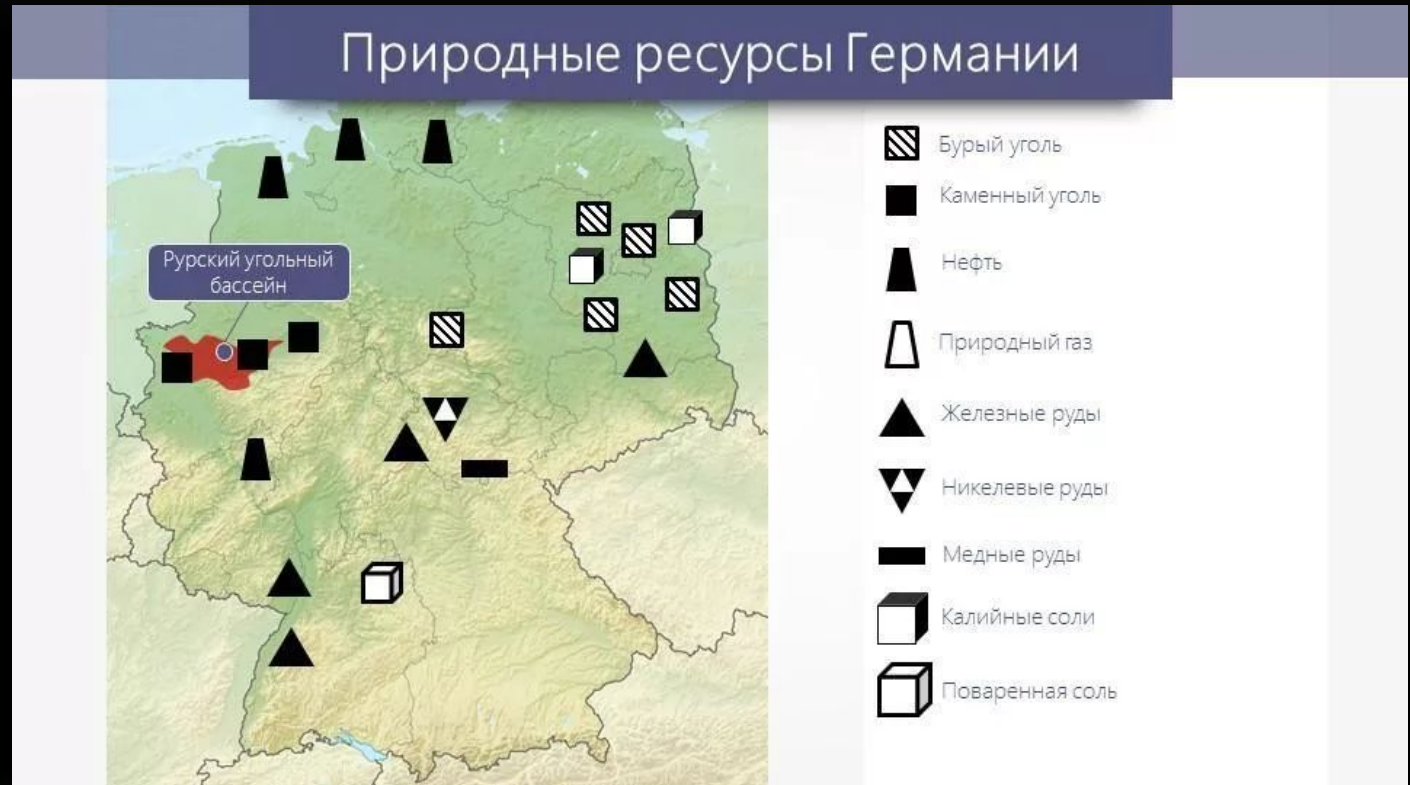 Природные ресурсы Германии
Рурский угольный
бассейн
Бурый уголь
Каменный уголь
Нефть
Природный газ
Железные руды
Никелевые руды
Медные руды
Калийные соли
Поваренная соль